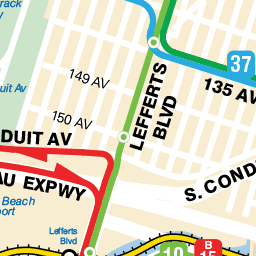 rack
149 AV
37
135 AV
uit Av
150 AV
LEFFERTS
BLVD
DUIT AV
AU EXPWY
S. COND
Beach
port
Lefferts
Blvd
10
B
15